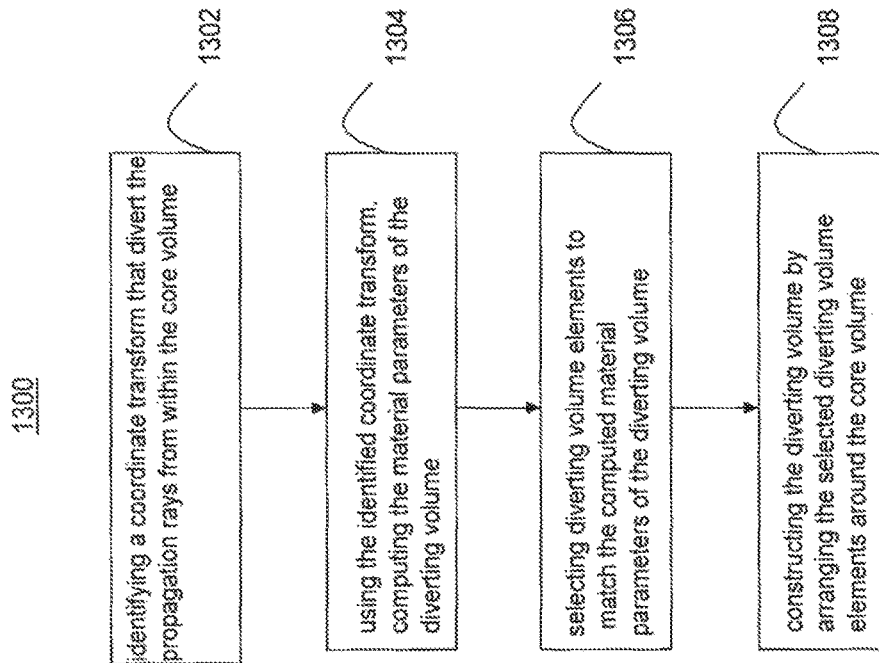 1300
identifying a coordinate transform that divert the
propagation rays from within the core volume
1302
using the identified coordinate transform,
computing the material parameters of the
diverting volume
1304
selecting diverting volume elements to
match the computed material
parameters of the diverting volume
1306
constructing the diverting volume by
arranging the selected diverting volume
elements around the core volume
1308